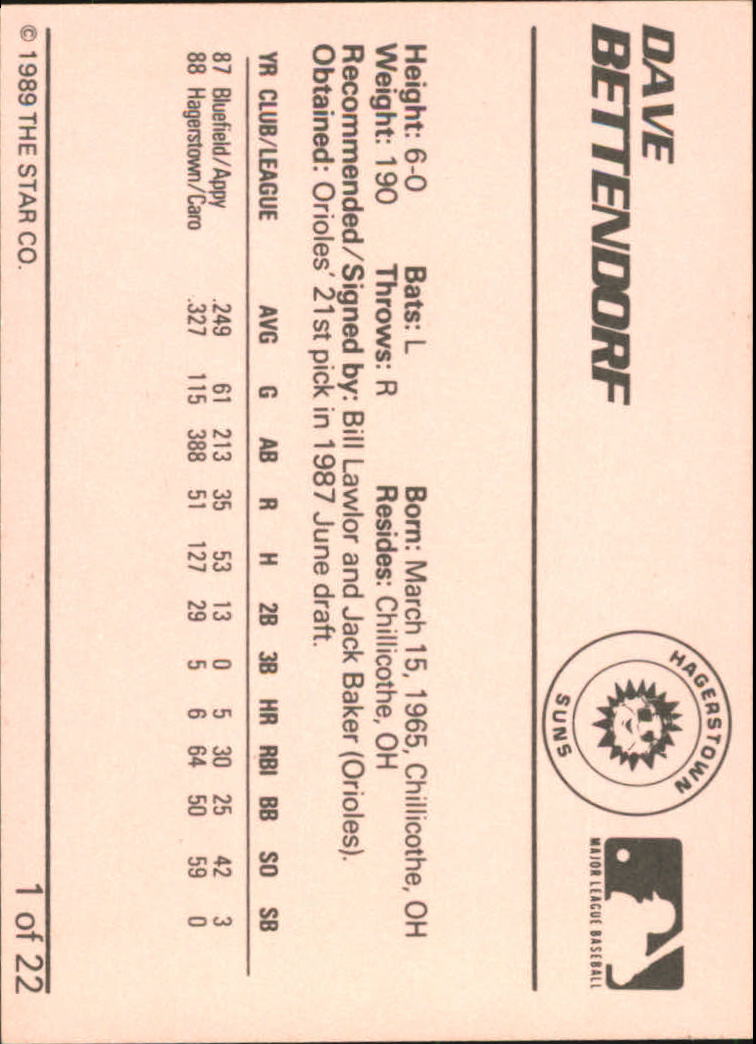 DAVE
BETTENDORF
HAGERSTOWN
SUNS
MAJOR LEAGUE BASEBALL
Height: 6-0 Bats: L Born: March 15, 1965, Chillicothe, OH
Weight: 190 Throws: R Resides: Chillicothe, OH
Recommended/Signed by: Bill Lawlor and Jack Baker (Orioles).
Obtained: Orioles' 21st pick in 1987 June draft.
YR CLUB/LEAGUE AVG G AB R H 2B 3B HR RBI BB SO SB
87 Bluefield/Appy .249 61 213 35 53 13 0 5 30 25 42 3
88 Hagerstown/Caro .327 115 388 51 127 29 5 6 64 50 59 0
© 1989 THE STAR CO. 1 of 22